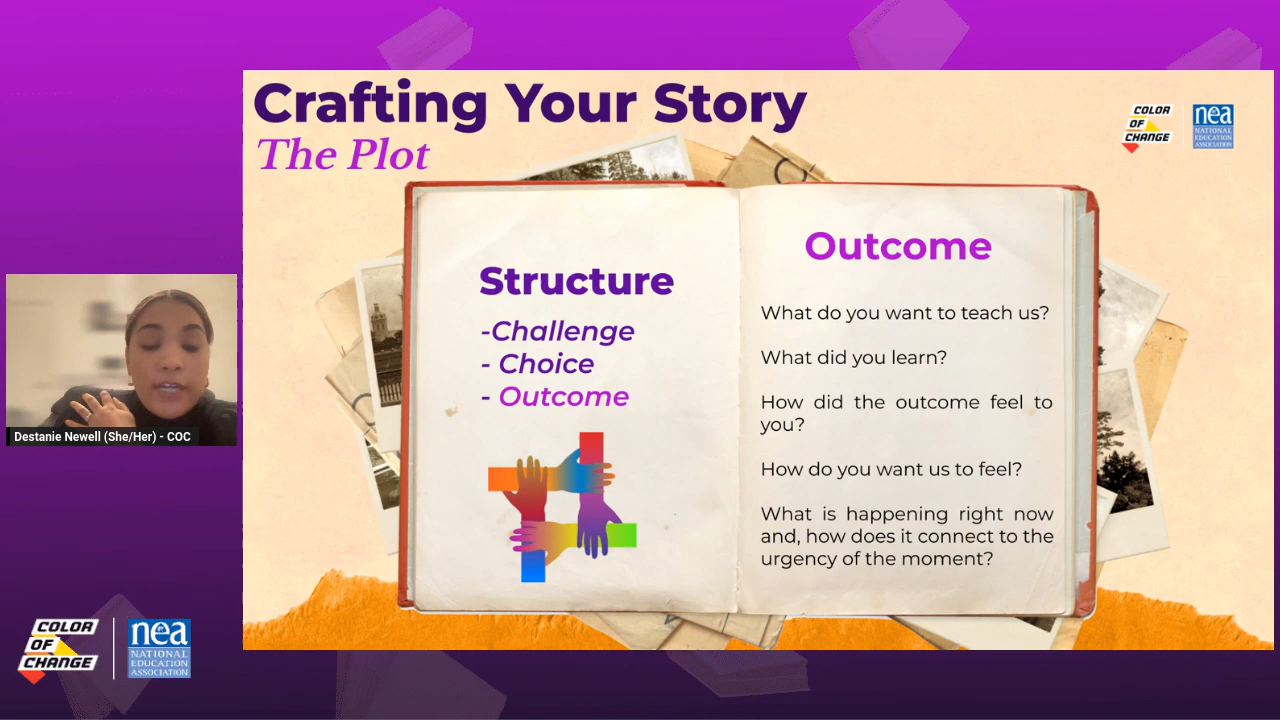 Crafting Your Story
The Plot
COLOR
OF
CHANGE
nea
NATIONAL
EDUCATION
ASSOCIATION
Structure
-Challenge
- Choice
- Outcome
Outcome
What do you want to teach us?
What did you learn?
How did the outcome feel to
you?
How do you want us to feel?
What is happening right now
and, how does it connect to the
urgency of the moment?
Destanie Newell (She/Her) - COC
COLOR
OF
CHANGE
nea
NATIONAL
EDUCATION
ASSOCIATION